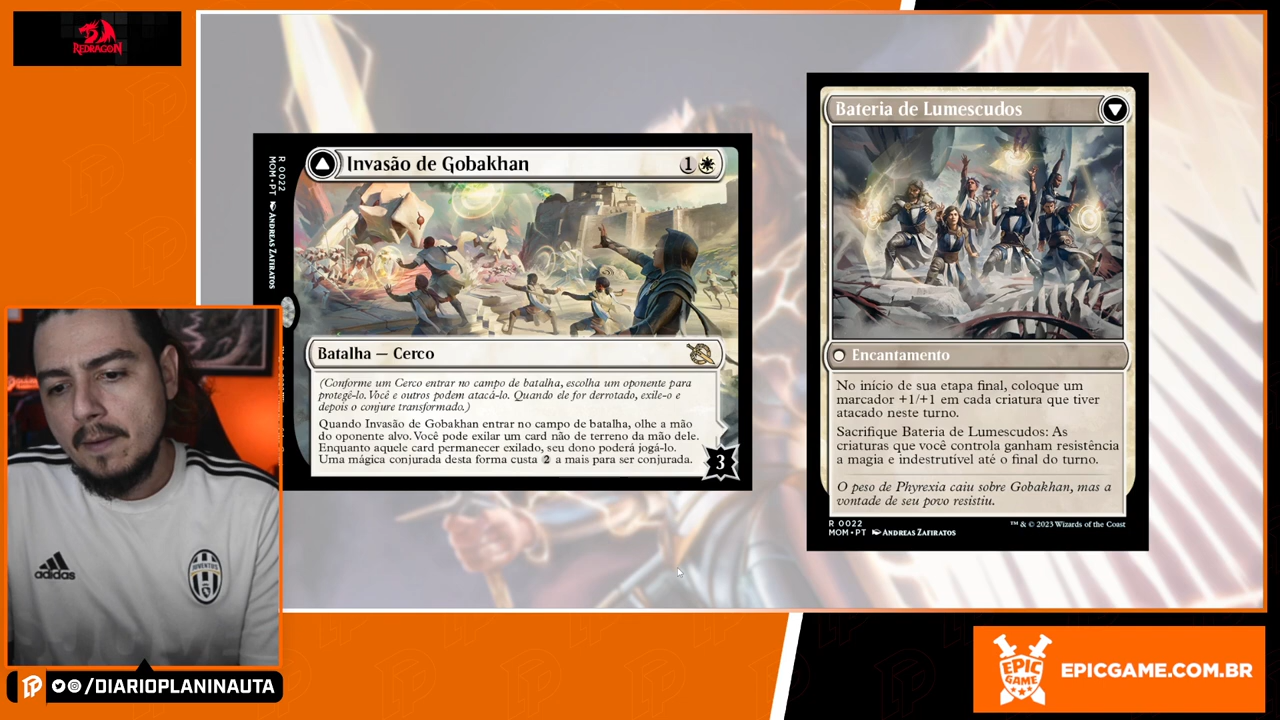 REDRAGON
R 0022
MOM • PT ANDREAS ZAFIRATOS
Invasão de Gobakhan 1
Batalha — Cerco
(Conforme um Cerco entrar no campo de batalha, escolha um oponente para
protegê-lo. Você e outros podem atacá-lo. Quando ele for derrotado, exile-o e
depois o conjure transformado.)
Quando Invasão de Gobakhan entrar no campo de batalha, olhe a mão
do oponente alvo. Você pode exilar um card não de terreno da mão dele.
Enquanto aquele card permanecer exilado, seu dono poderá jogá-lo.
Uma mágica conjurada desta forma custa 2 a mais para ser conjurada.
3
Bateria de Lumescudos
Encantamento
No início de sua etapa final, coloque um
marcador +1/+1 em cada criatura que tiver
atacado neste turno.
Sacrifique Bateria de Lumescudos: As
criaturas que você controla ganham resistência
a magia e indestrutível até o final do turno.
O peso de Phyrexia caiu sobre Gobakhan, mas a
vontade de seu povo resistiu.
R 0022
MOM • PT ANDREAS ZAFIRATOS
™ & © 2023 Wizards of the Coast
adidas
JUVENTUS
/DIARIOPLANINAUTA
EPIC
GAME
EPICGAME.COM.BR